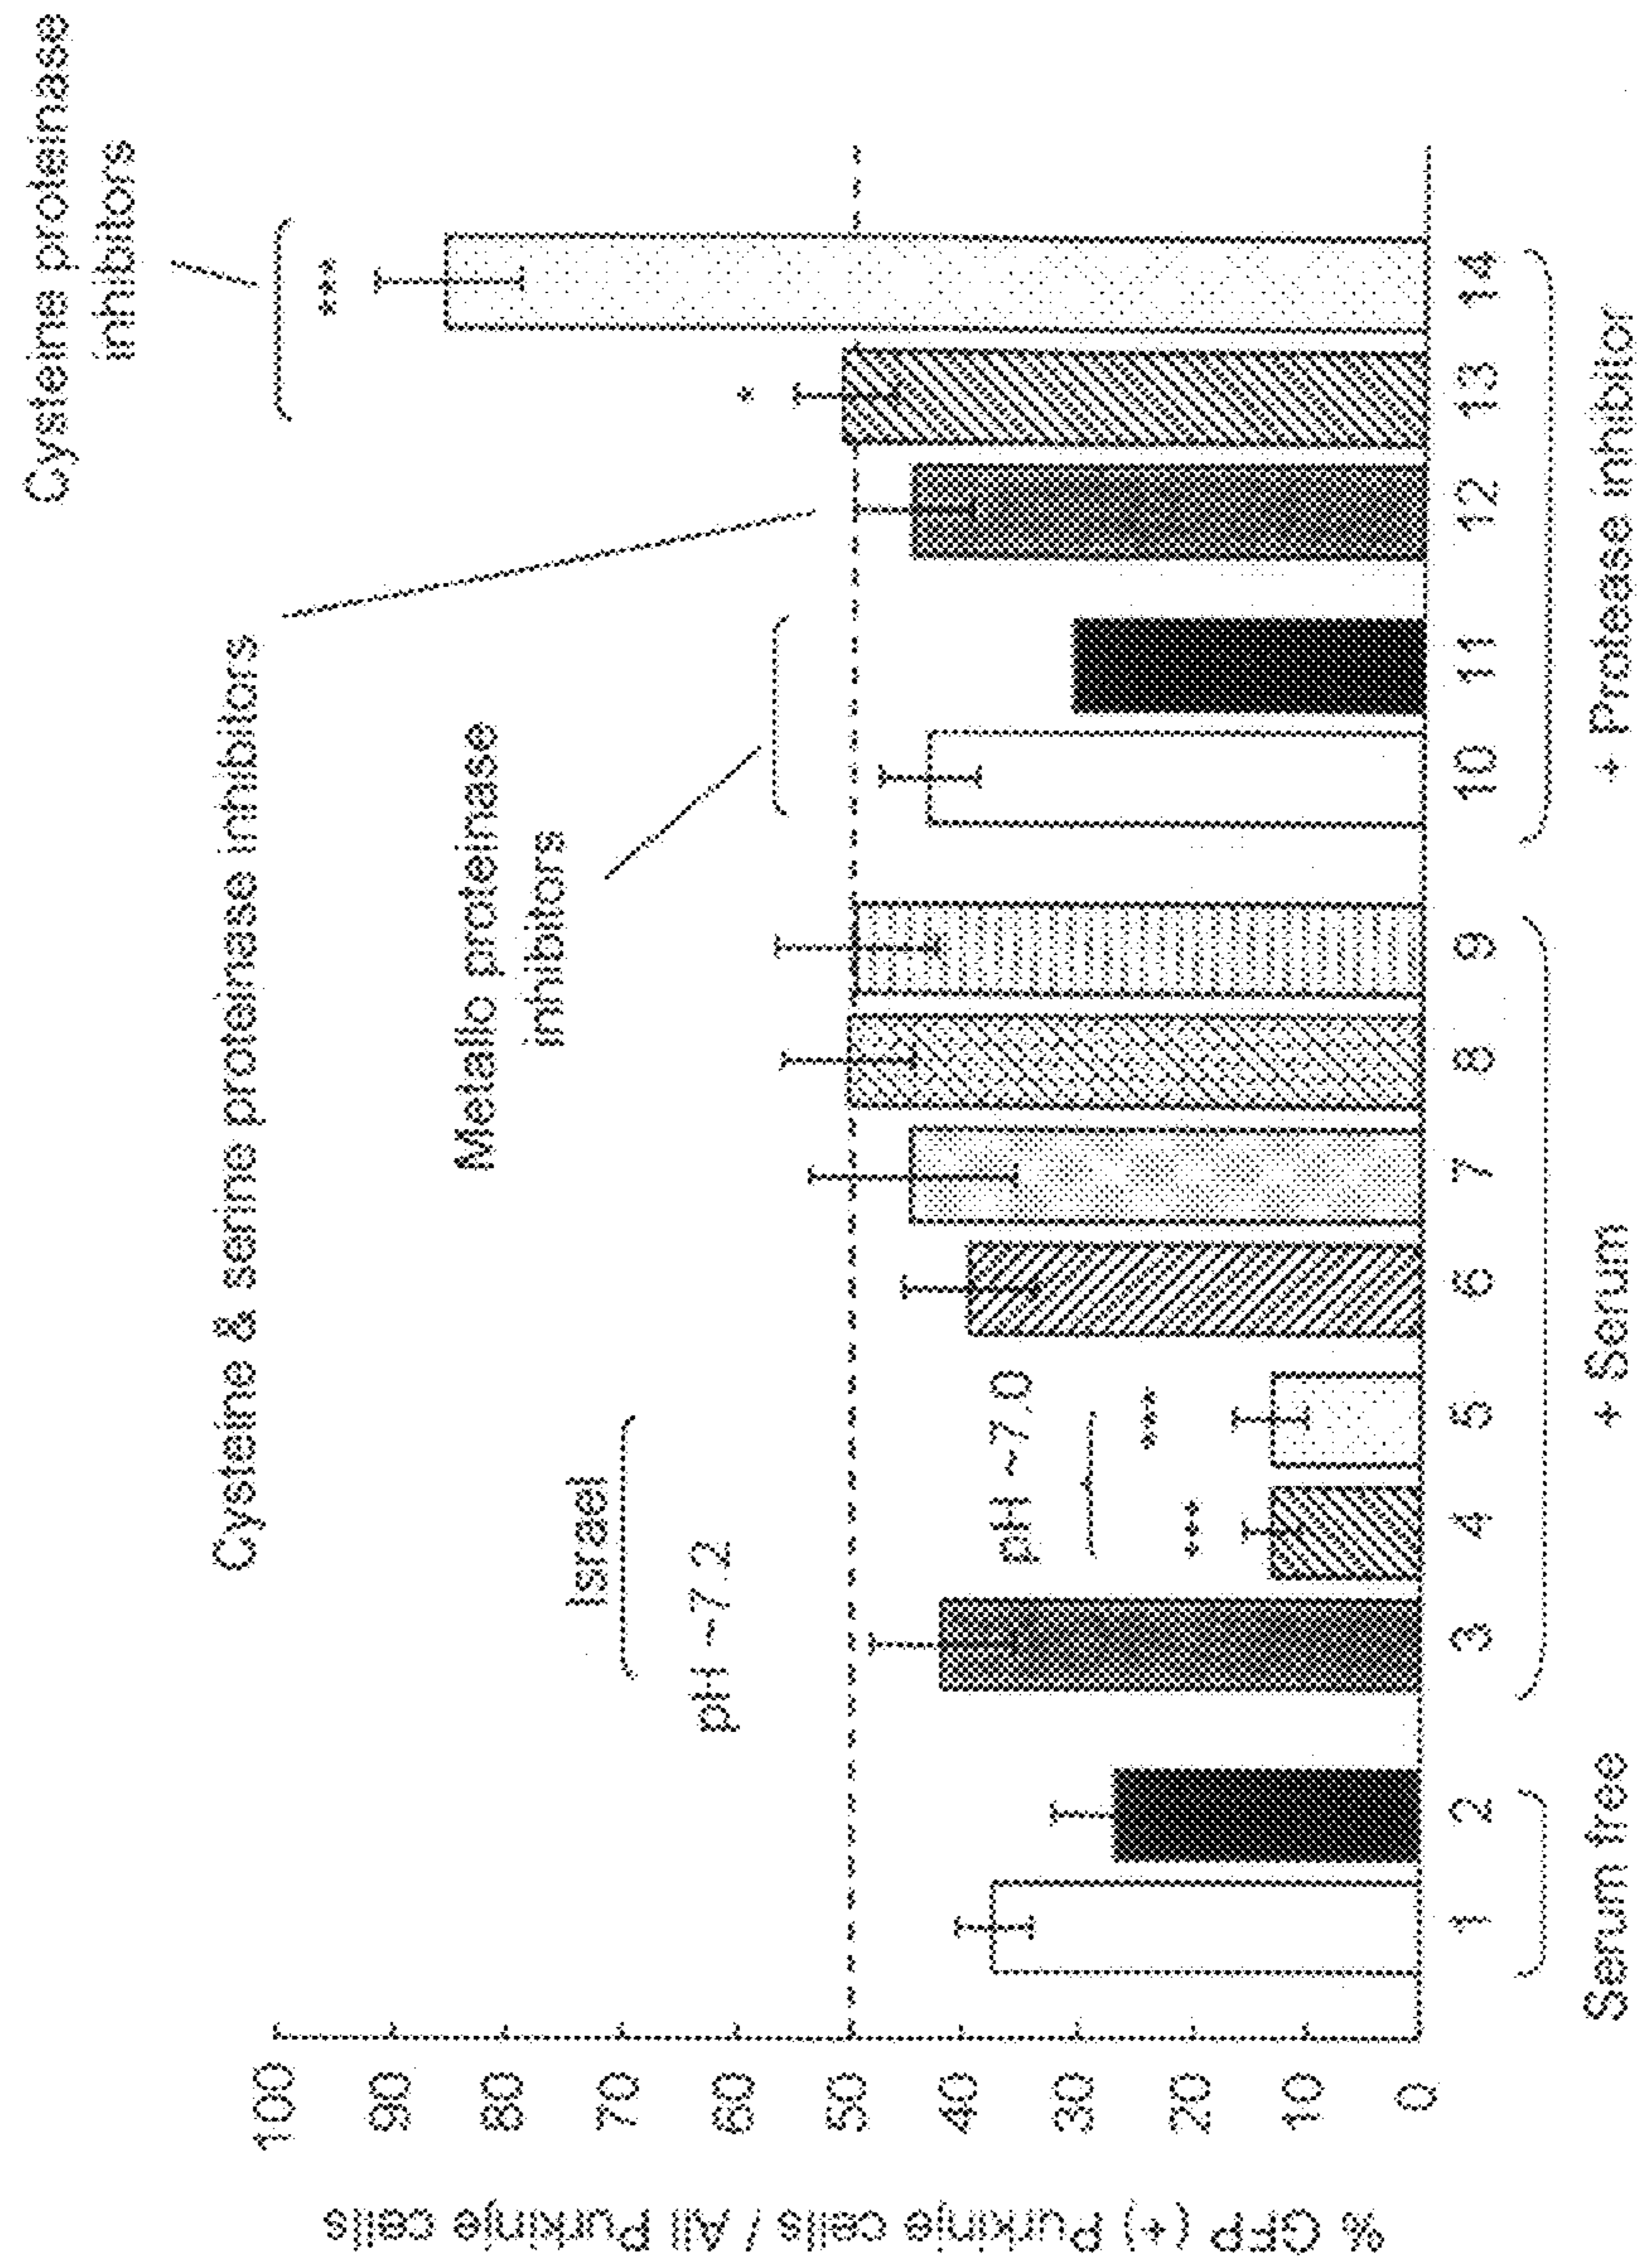 Cysteine proteinase
inhibitors
Cysteine & serine proteinase inhibitors
Metallo proteinase
inhibitors
Israel
pH ~7.2
pH ~7.0
***
***
*
***
% GFP (+) Purkinje cells / All Purkinje cells
100
90
80
70
60
50
40
30
20
10
0
1 2 3 4 5 6 7 8 9 10 11 12 13 14
Serum free + Serum + Protease inhibitor